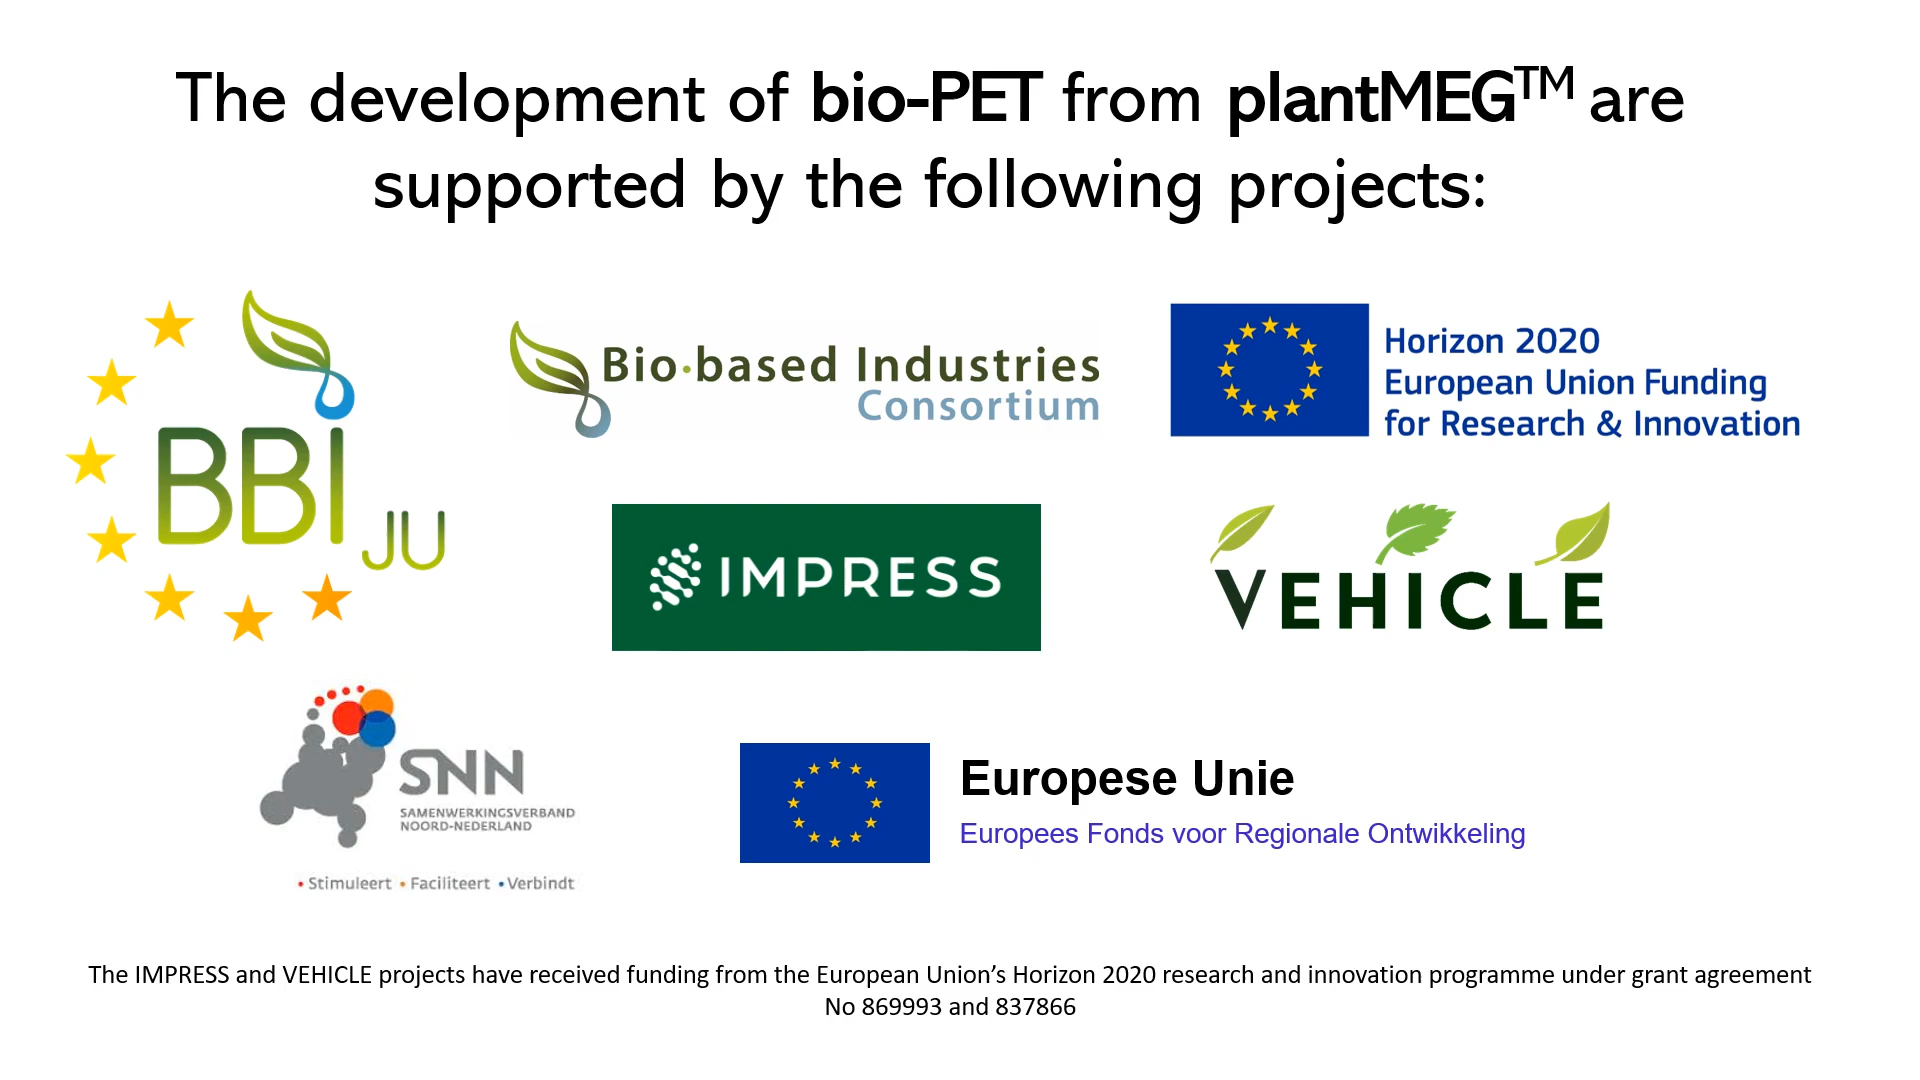 The development of bio-PET from plantMEG™ are
supported by the following projects:
BBI JU
Bio·based Industries
Consortium
Horizon 2020
European Union Funding
for Research & Innovation
IMPRESS
VEHICLE
SNN
SAMENWERKINGSVERBAND
NOORD-NEDERLAND
• Stimuleert • Faciliteert • Verbindt
Europese Unie
Europees Fonds voor Regionale Ontwikkeling
The IMPRESS and VEHICLE projects have received funding from the European Union’s Horizon 2020 research and innovation programme under grant agreement
No 869993 and 837866